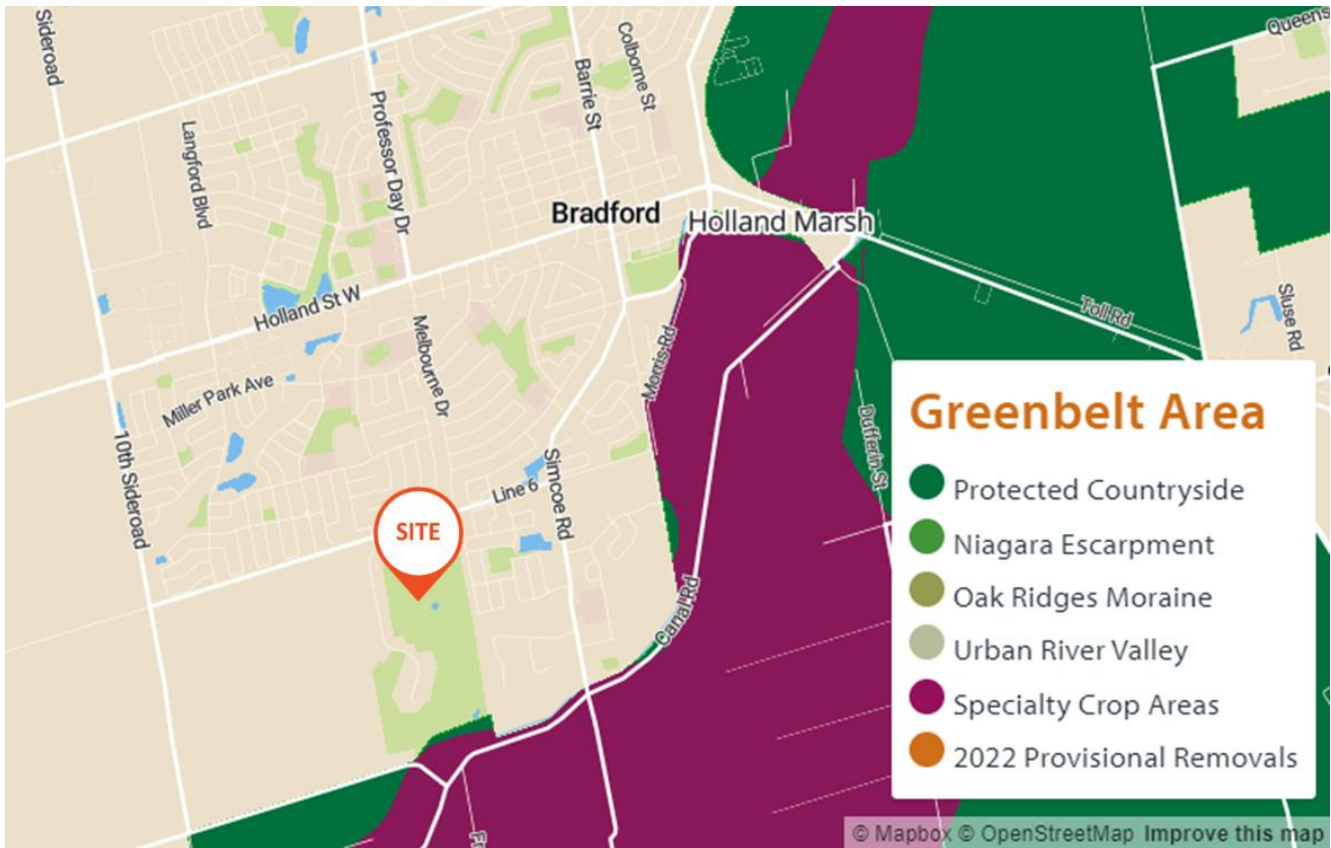 Sideroad
Langford Blvd
Professor Day Dr
Barrie St
Colborne St
Queens
Bradford
Holland Marsh
Holland St W
Toll Rd
Sluse Rd
Miller Park Ave
Melbourne Dr
Morris Rd
Dufferin St
10th Sideroad
Line 6
Simcoe Rd
SITE
Canal Rd
Greenbelt Area
Protected Countryside
Niagara Escarpment
Oak Ridges Moraine
Urban River Valley
Specialty Crop Areas
2022 Provisional Removals
Fr
© Mapbox © OpenStreetMap Improve this map